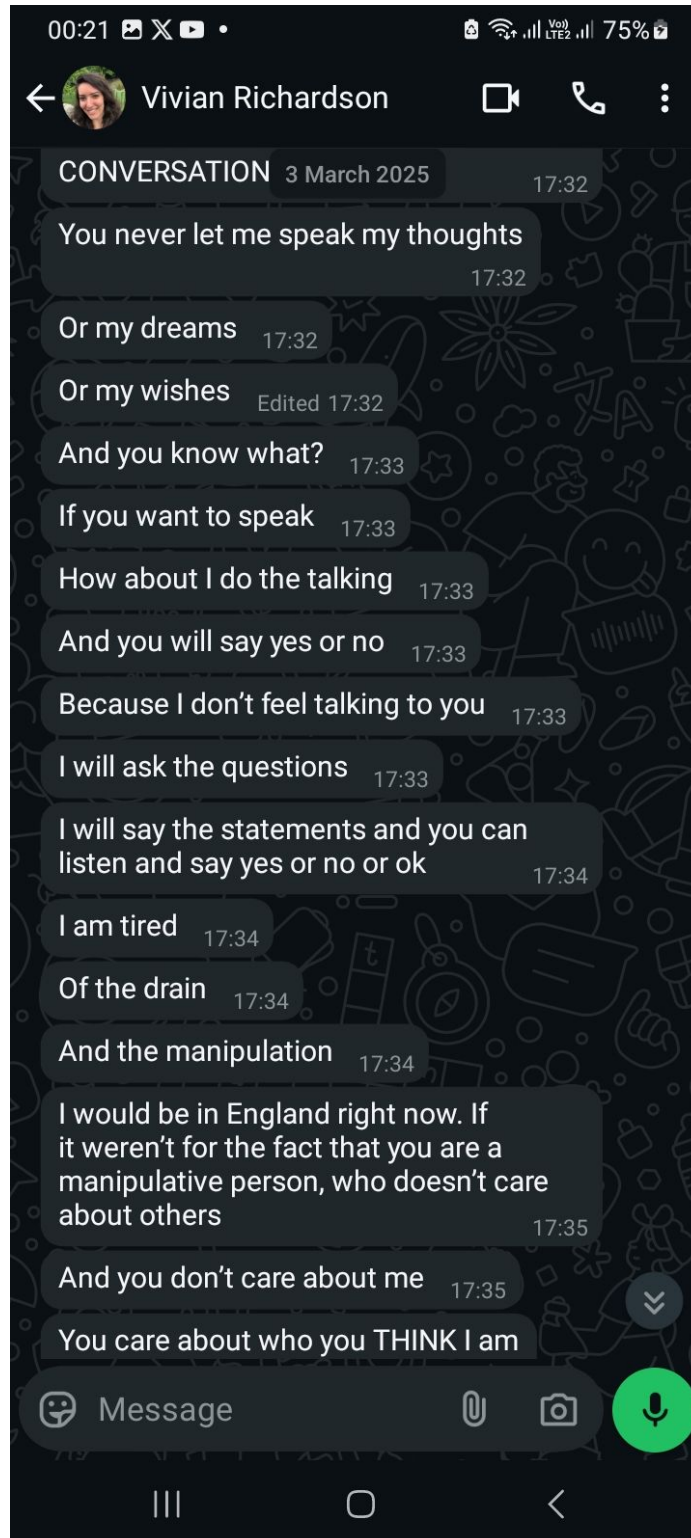 00:21
Vo)) LTE2 75%
Vivian Richardson
CONVERSATION 3 March 2025 17:32
You never let me speak my thoughts
17:32
Or my dreams 17:32
Or my wishes Edited 17:32
And you know what? 17:33
If you want to speak 17:33
How about I do the talking 17:33
And you will say yes or no 17:33
Because I don't feel talking to you 17:33
I will ask the questions 17:33
I will say the statements and you can
listen and say yes or no or ok 17:34
I am tired 17:34
Of the drain 17:34
And the manipulation 17:34
I would be in England right now. If
it weren't for the fact that you are a
manipulative person, who doesn't care
about others 17:35
And you don't care about me 17:35
You care about who you THINK I am
Message